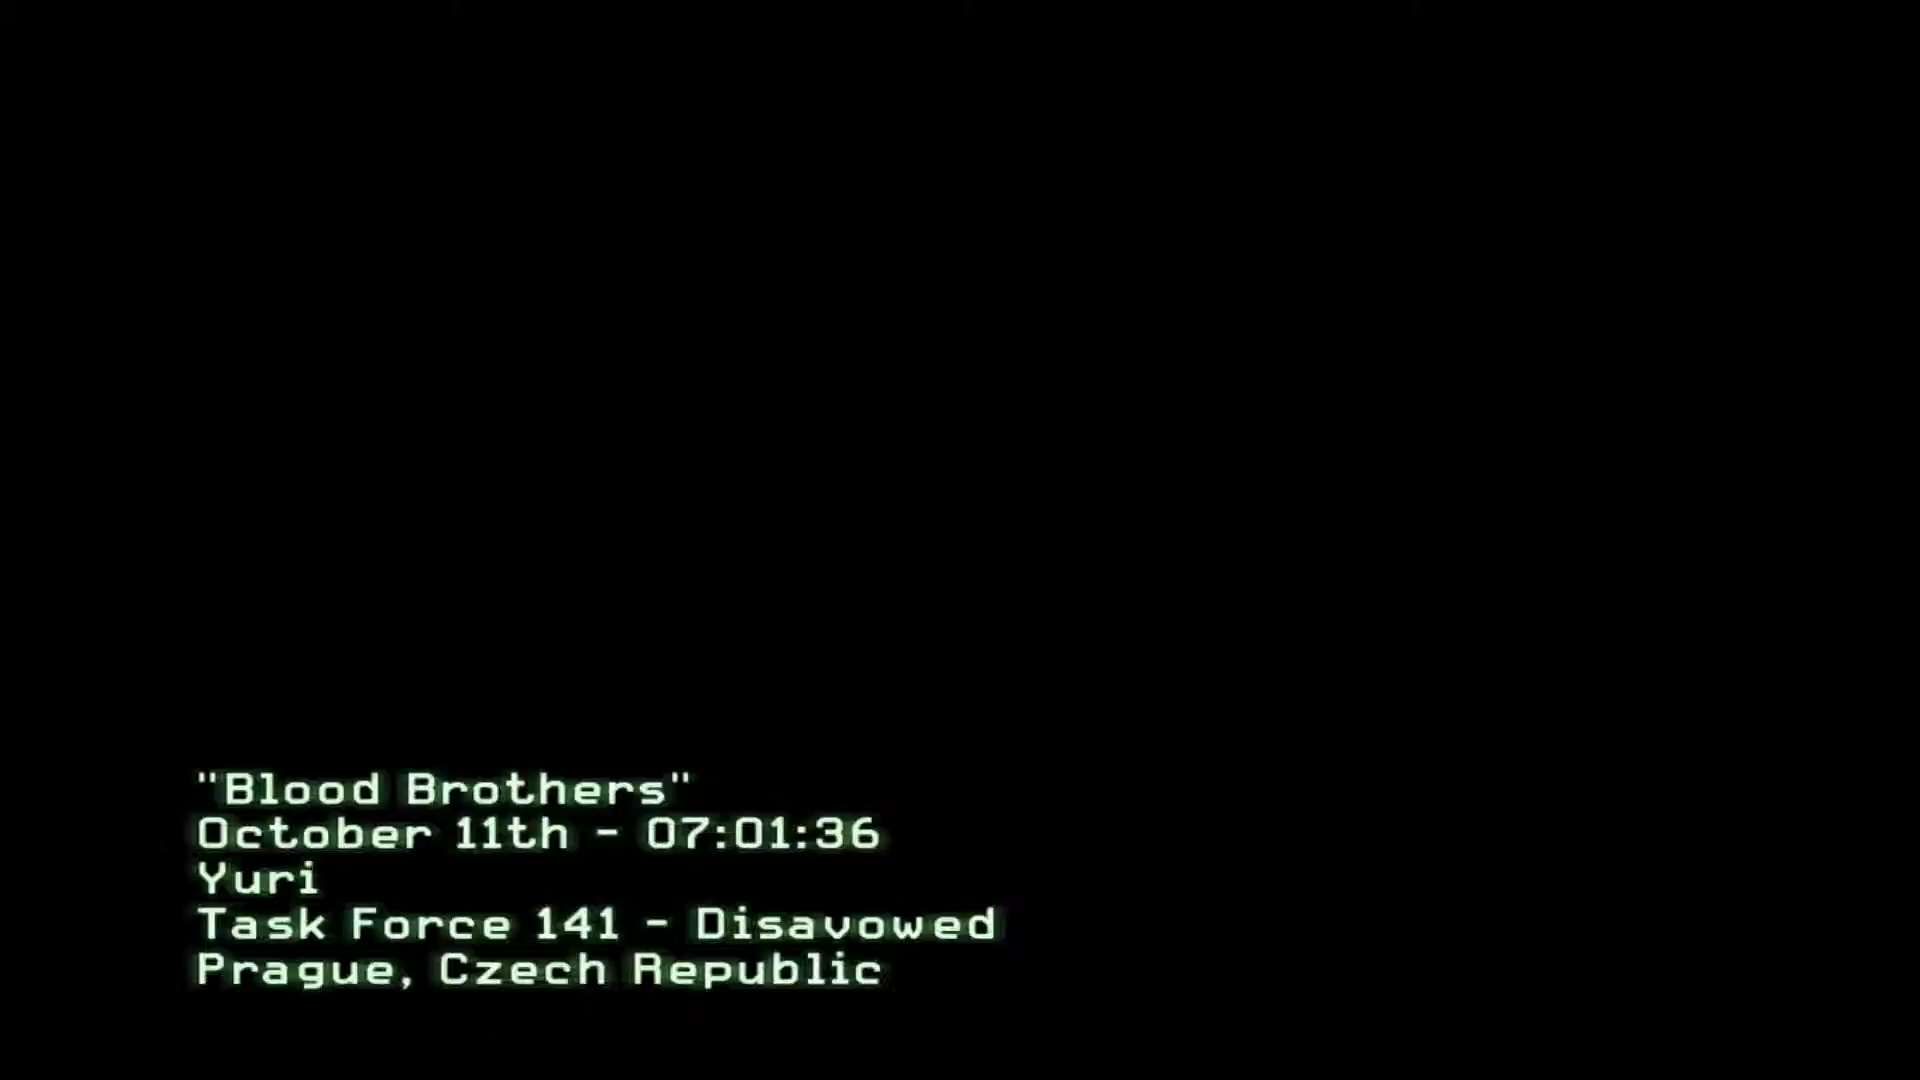 "Blood Brothers"
October 11th - 07:01:36
Yuri
Task Force 141 - Disavowed
Prague, Czech Republic